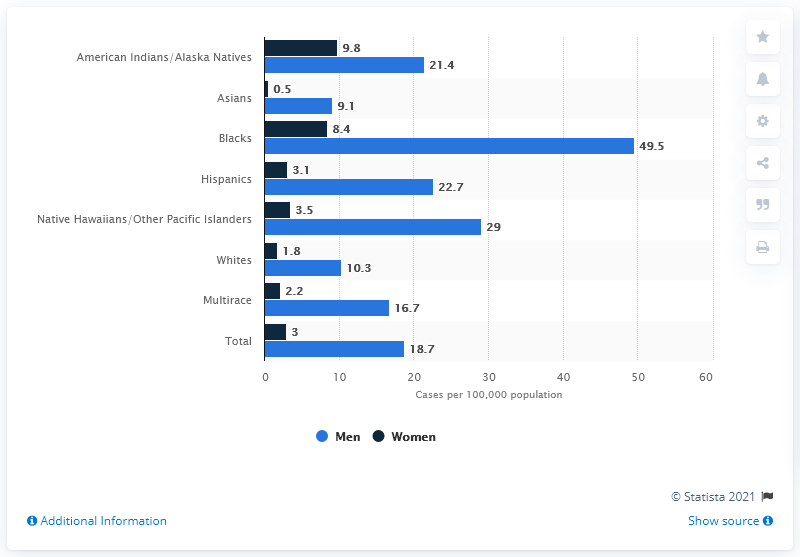 American Indians/Alaska Natives
9.8
21.4
Asians
0.5
9.1
Blacks
8.4
49.5
Hispanics
3.1
22.7
Native Hawaiians/Other Pacific Islanders
3.5
29
Whites
1.8
10.3
Multirace
2.2
16.7
Total
3
18.7
0 10 20 30 40 50 60
Cases per 100,000 population
Men Women
© Statista 2021
Additional Information Show source